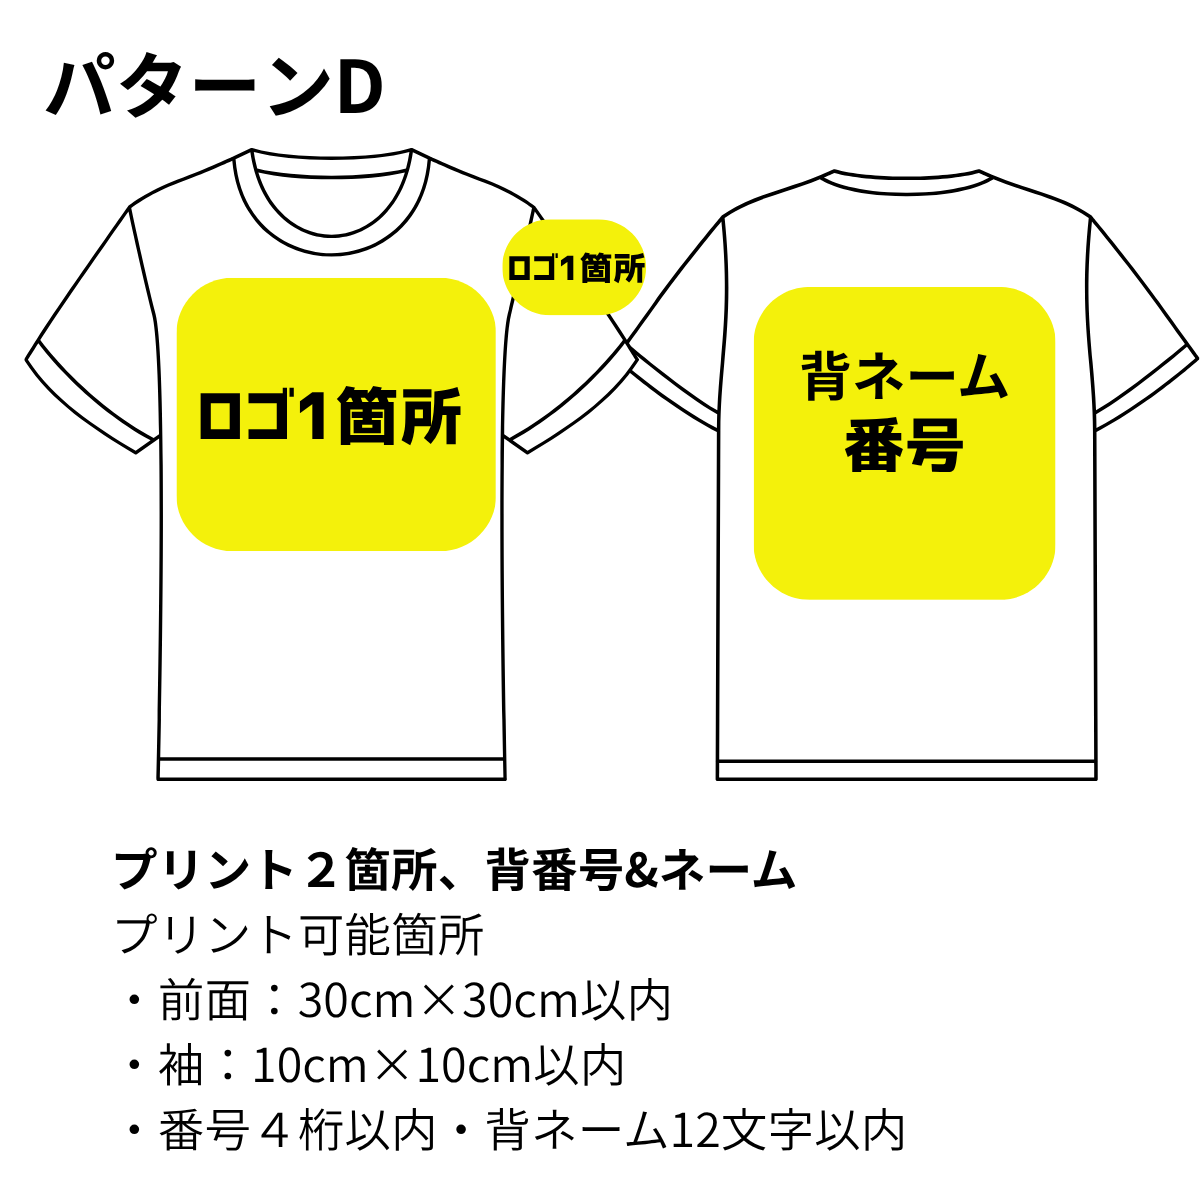 パターンD
ロゴ1箇所
ロゴ1箇所
背ネーム
番号
プリント２箇所、背番号&ネーム
プリント可能箇所
・前面：30cm×30cm以内
・袖：10cm×10cm以内
・番号４桁以内・背ネーム12文字以内